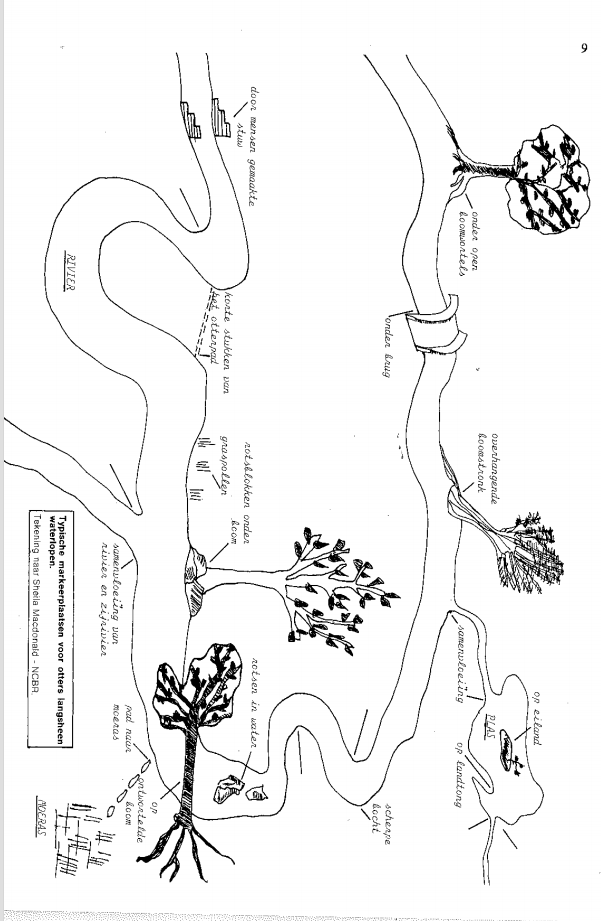 9
door mensen gemaakte
stuw
onder open
boomwortels
RIVIER
korte stukken van
het otterpad
onder brug
overhangende
boomstronk
rotsblokken onder
boom
graspollen
samenvloeiing van
rivier en zijrivier
Typische markeerplaatsen voor otters langsheen
waterlopen.
Tekening naar Sheila Macdonald - NCBR.
samenvloeiing
op eiland
PLAS
op landtong
rotsen in water
scherpe
bocht
pad naar
moeras
op
ontwortelde
boom
MOERAS